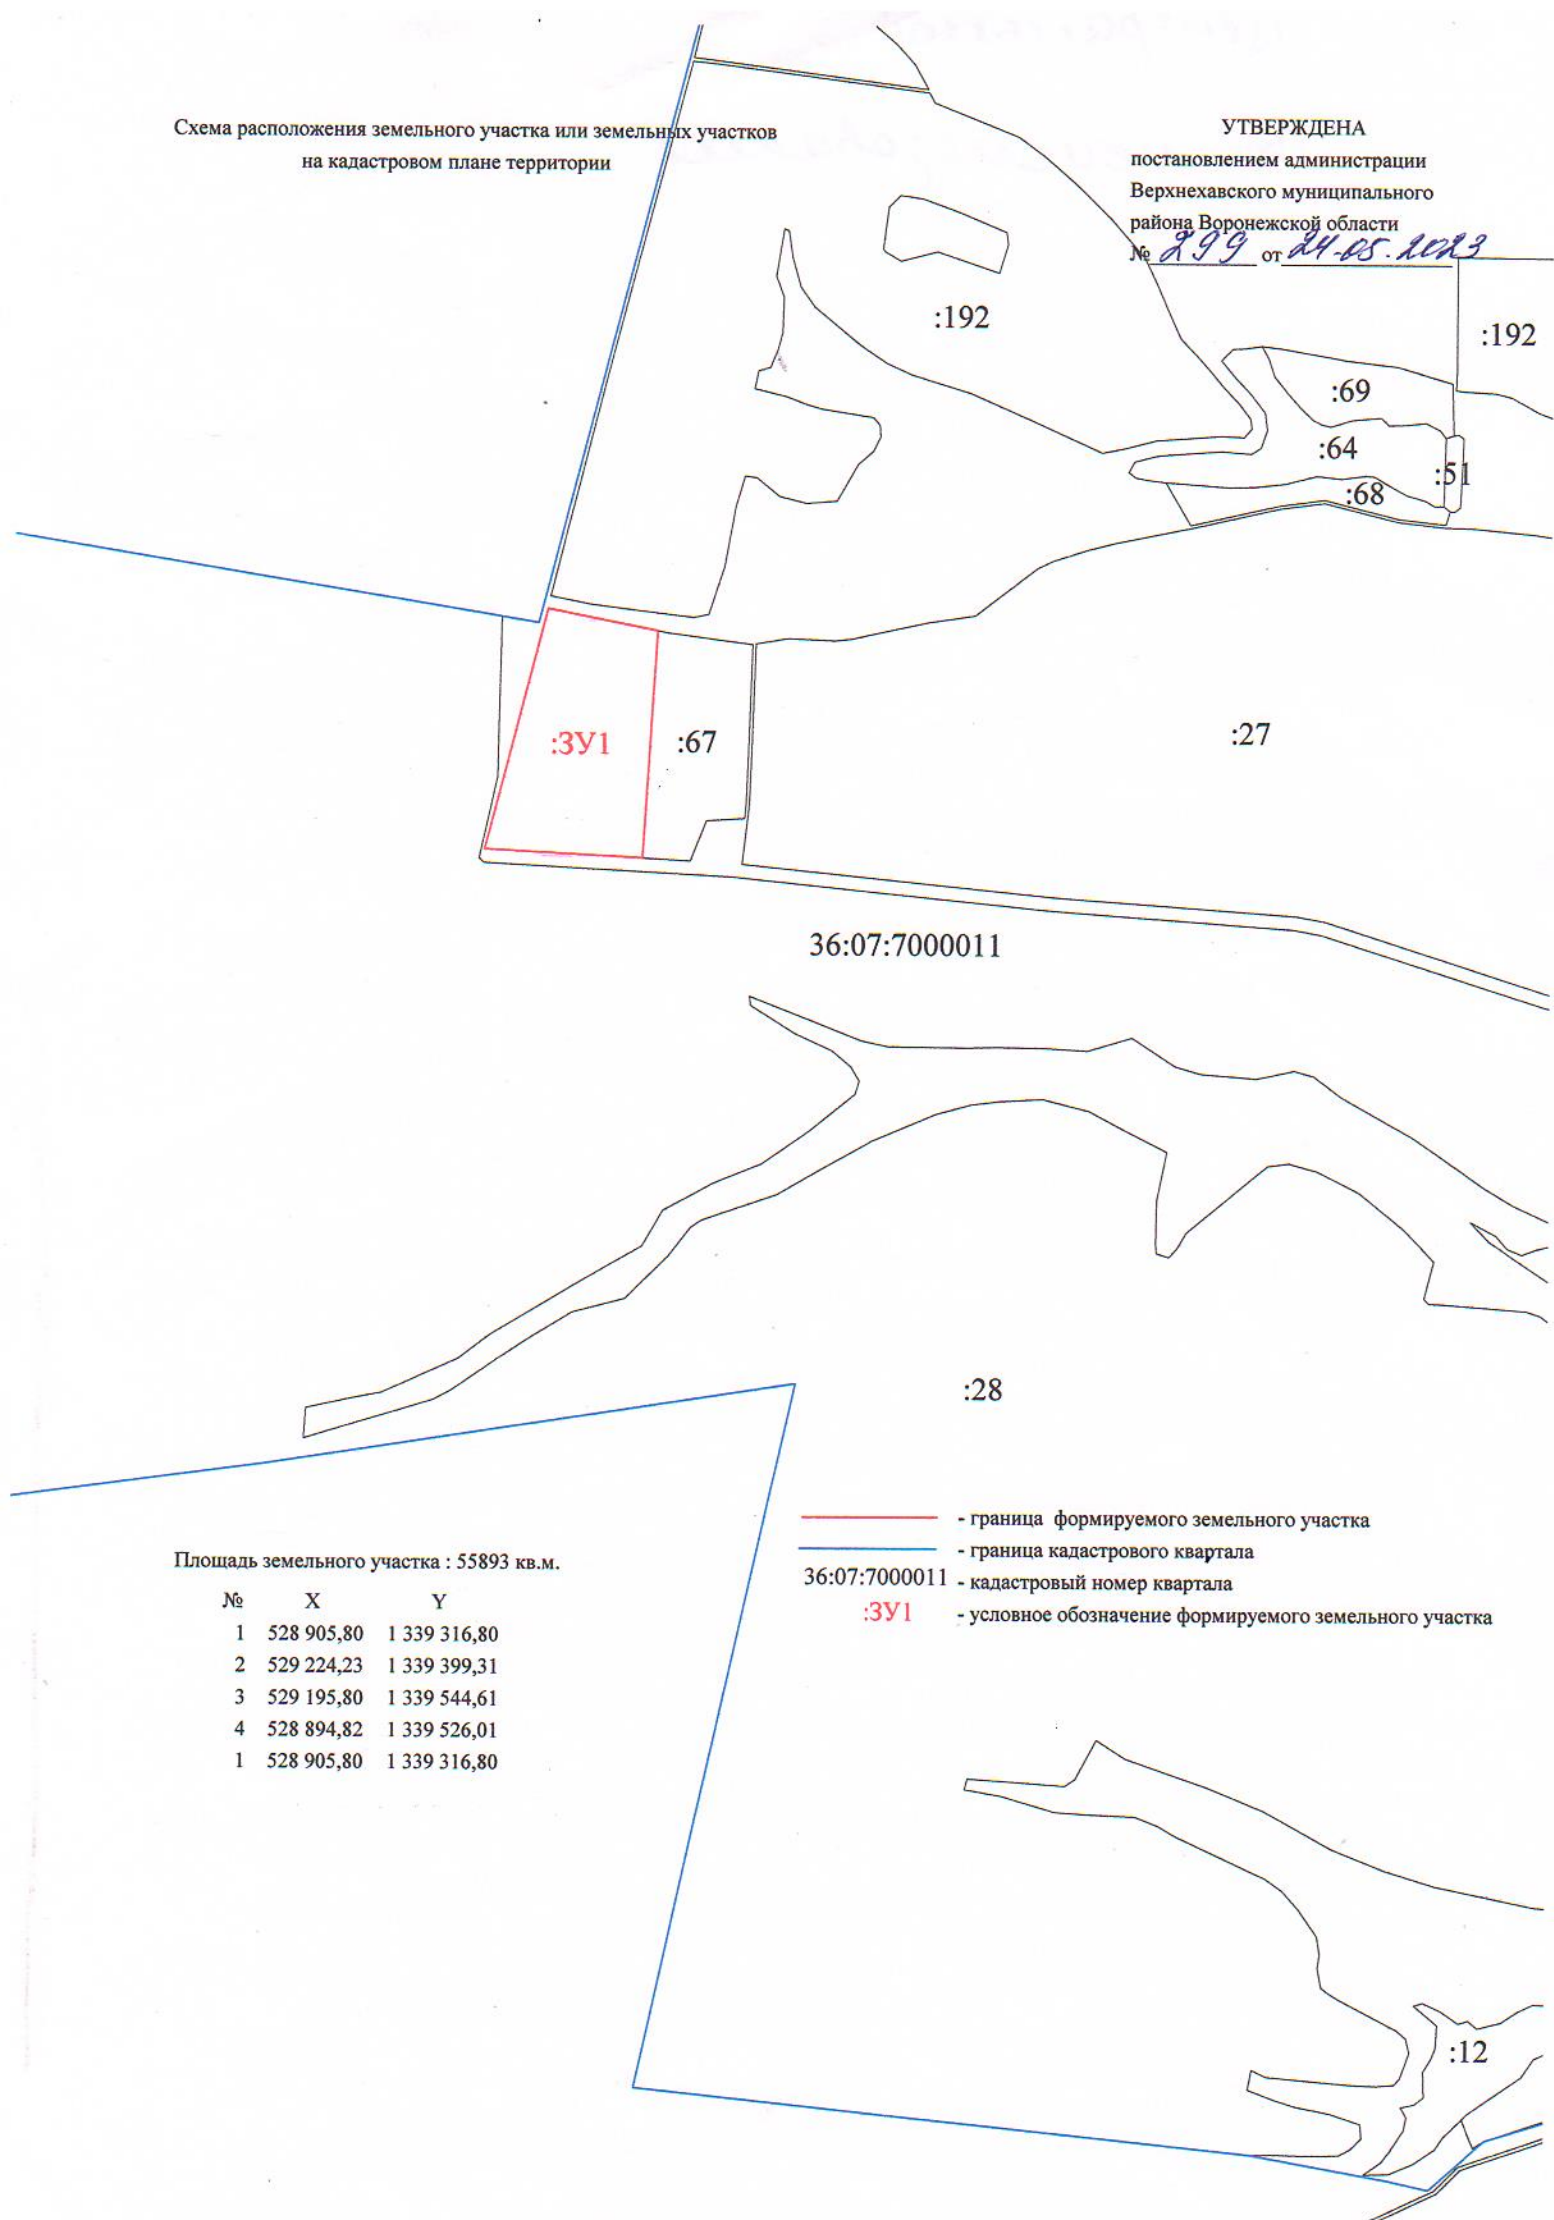 Схема расположения земельного участка или земельных участков
на кадастровом плане территории
УТВЕРЖДЕНА
постановлением администрации
Верхнехавского муниципального
района Воронежской области
№ 299 от 24.05.2023
:192
:192
:69
:64
:51
:68
:ЗУ1
:67
:27
36:07:7000011
:28
- граница формируемого земельного участка
- граница кадастрового квартала
36:07:7000011 - кадастровый номер квартала
:ЗУ1 - условное обозначение формируемого земельного участка
Площадь земельного участка : 55893 кв.м.
№ X Y
1 528 905,80 1 339 316,80
2 529 224,23 1 339 399,31
3 529 195,80 1 339 544,61
4 528 894,82 1 339 526,01
1 528 905,80 1 339 316,80
:12